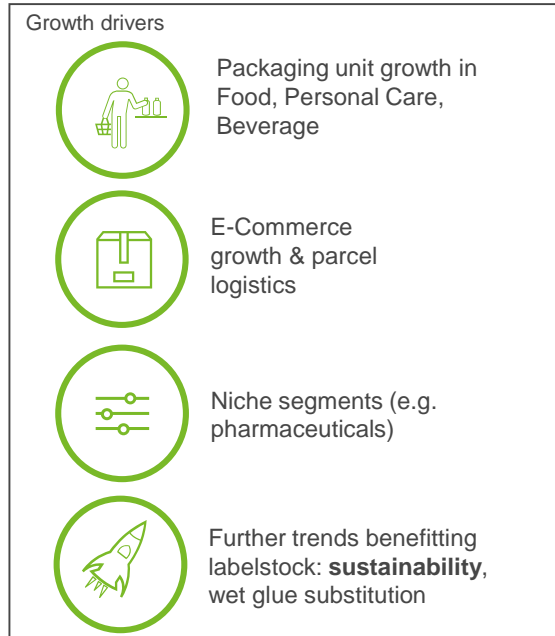 Growth drivers
Packaging unit growth in
Food, Personal Care,
Beverage
E-Commerce
growth & parcel
logistics
Niche segments (e.g.
pharmaceuticals)
Further trends benefitting
labelstock: sustainability,
wet glue substitution